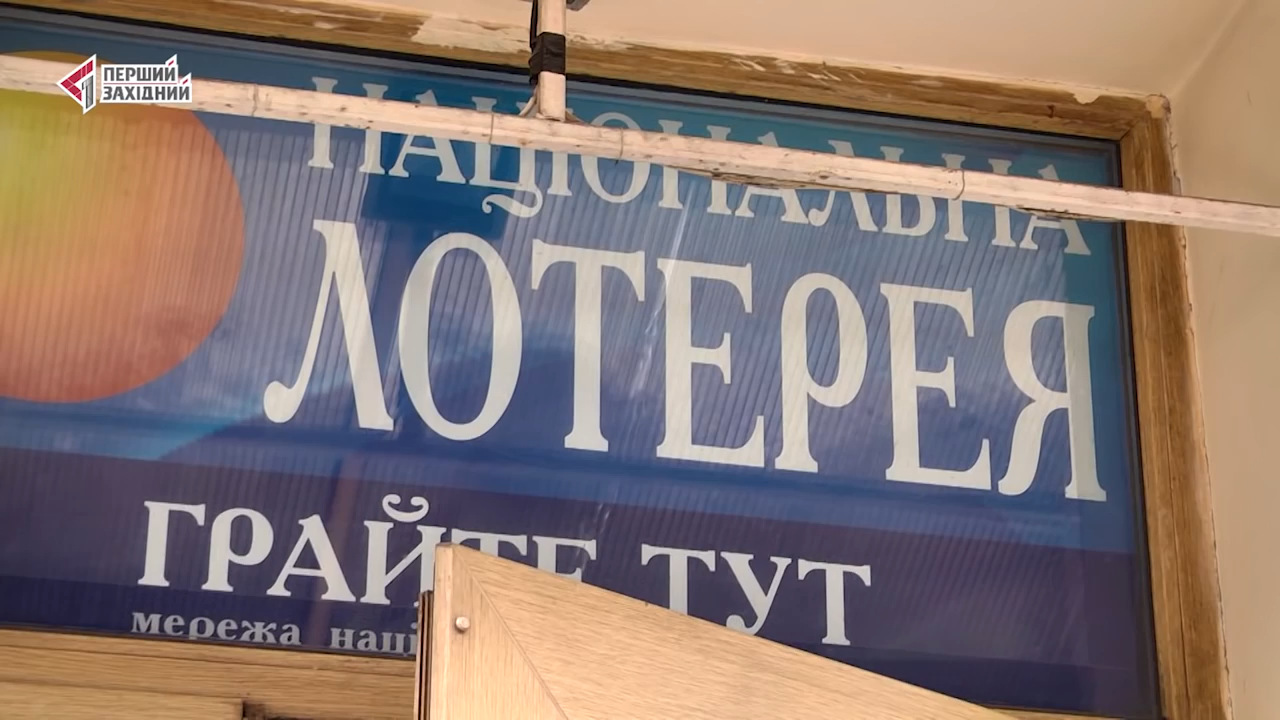 ПЕРШИЙ
ЗАХІДНИЙ
НАЦІОНАЛЬНА
ЛОТЕРЕЯ
ГРАЙТЕ ТУТ
мережа